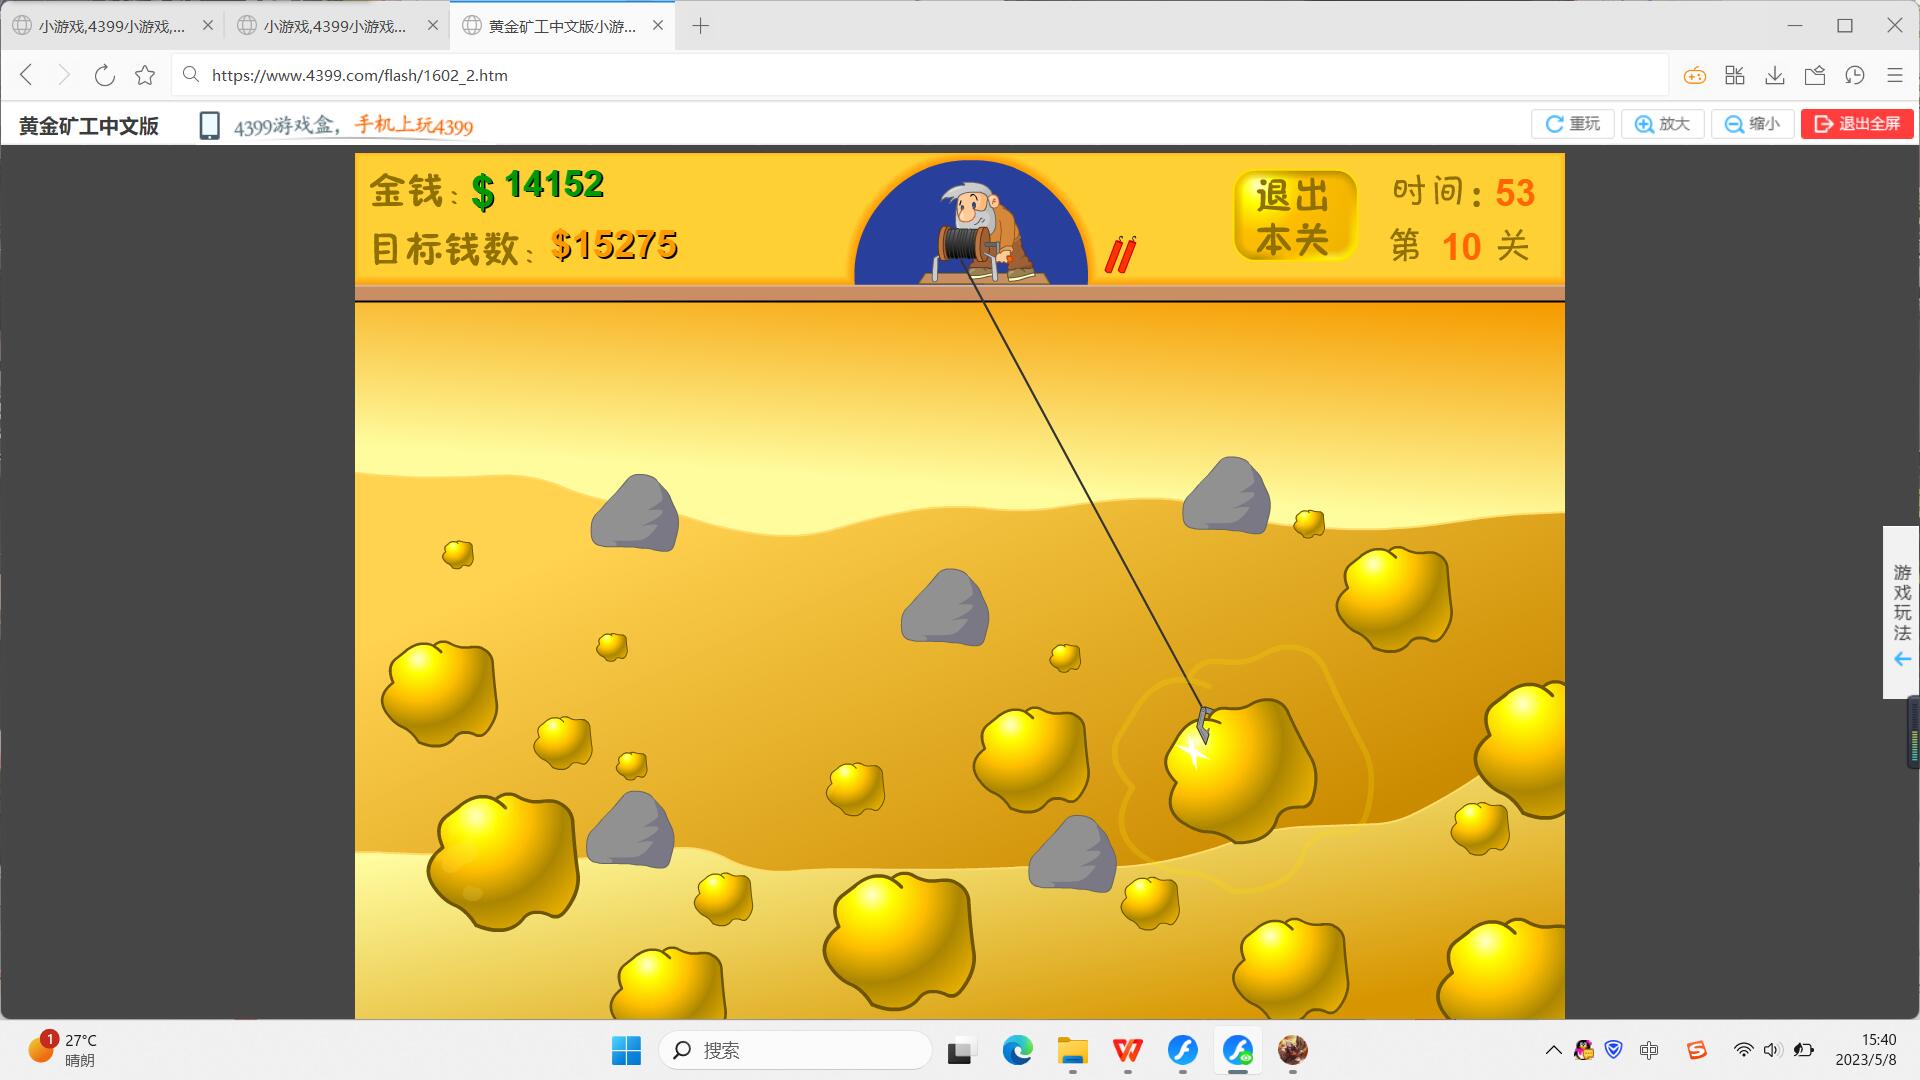 小游戏,4399小游戏,...
小游戏,4399小游戏...
黄金矿工中文版小游...
https://www.4399.com/flash/1602_2.htm
黄金矿工中文版
4399游戏盒，手机上玩4399
重玩
放大
缩小
退出全屏
金钱：$ 14152
目标钱数：$15275
退出
本关
时间：53
第 10 关
游戏玩法
1
27°C
晴朗
搜索
中
15:40
2023/5/8